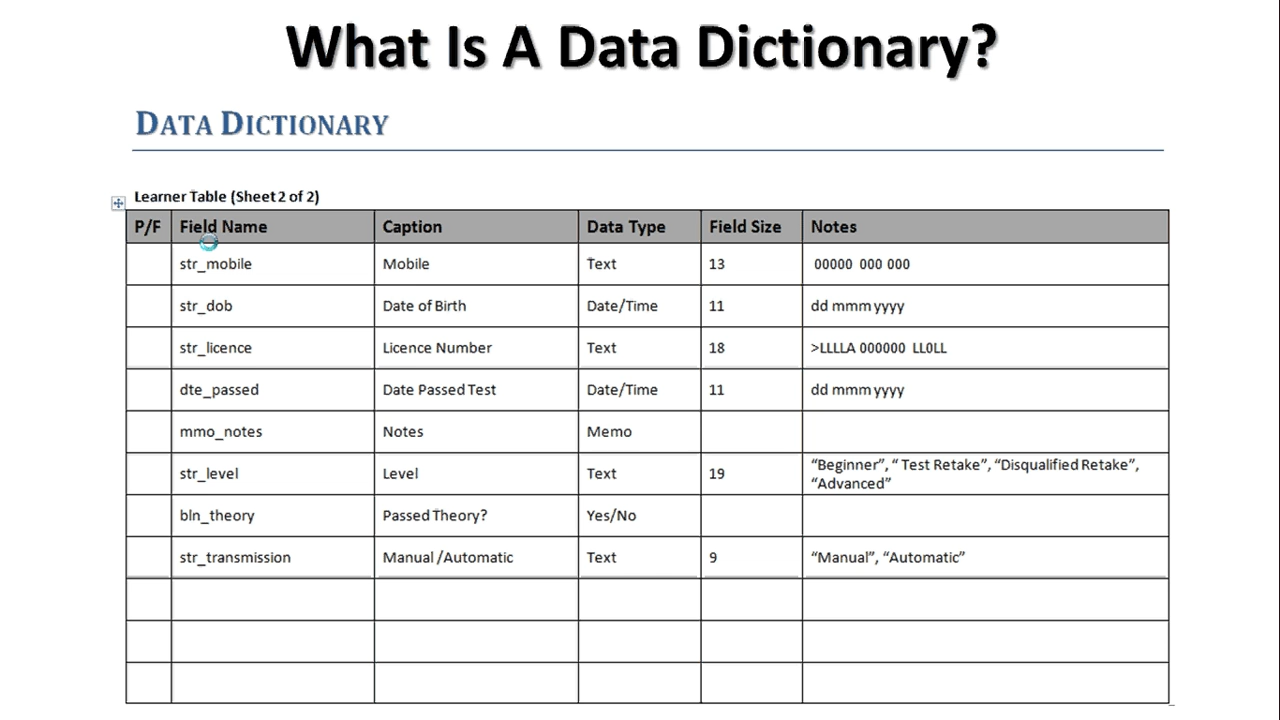 What Is A Data Dictionary?
DATA DICTIONARY
Learner Table (Sheet 2 of 2)
P/F Field Name Caption Data Type Field Size Notes
str_mobile Mobile Text 13 00000 000 000
str_dob Date of Birth Date/Time 11 dd mmm yyyy
str_licence Licence Number Text 18 >LLLLA 000000 LL0LL
dte_passed Date Passed Test Date/Time 11 dd mmm yyyy
mmo_notes Notes Memo
str_level Level Text 19 “Beginner”, “ Test Retake”, “Disqualified Retake”,
“Advanced”
bln_theory Passed Theory? Yes/No
str_transmission Manual /Automatic Text 9 “Manual”, “Automatic”